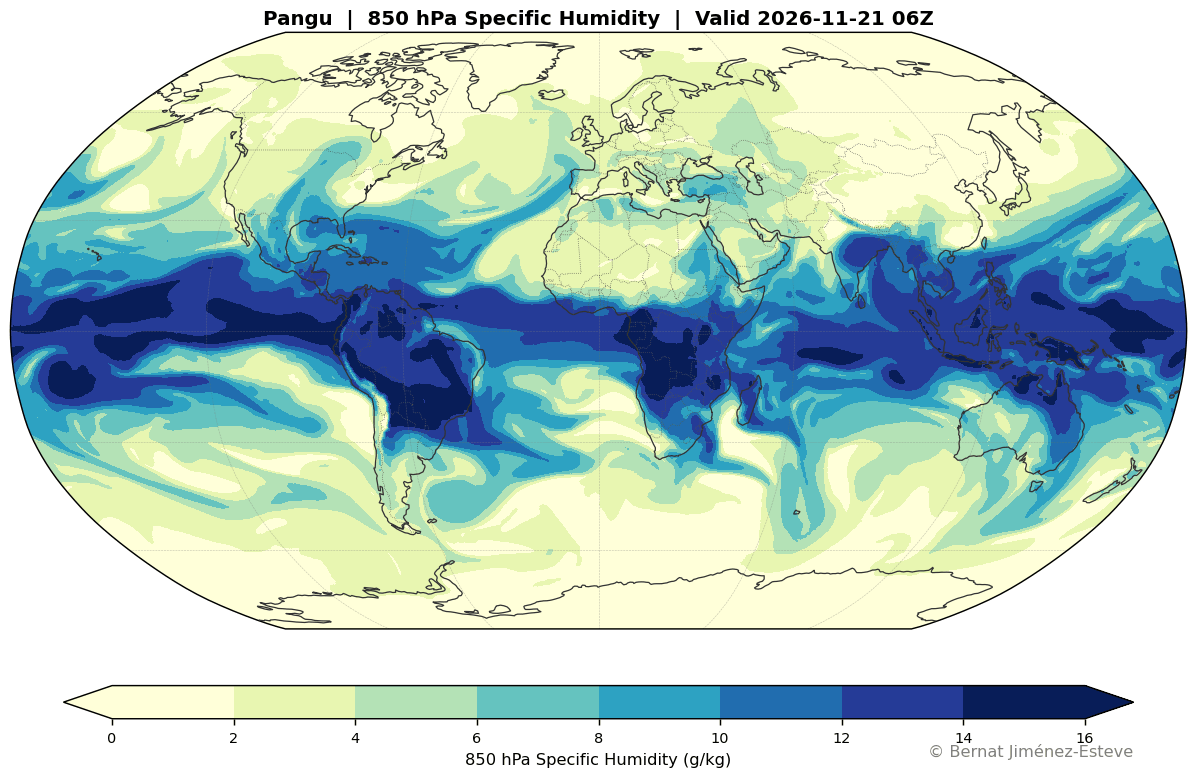 Pangu | 850 hPa Specific Humidity | Valid 2026-11-21 06Z
0 2 4 6 8 10 12 14 16
850 hPa Specific Humidity (g/kg)
© Bernat Jiménez-Esteve